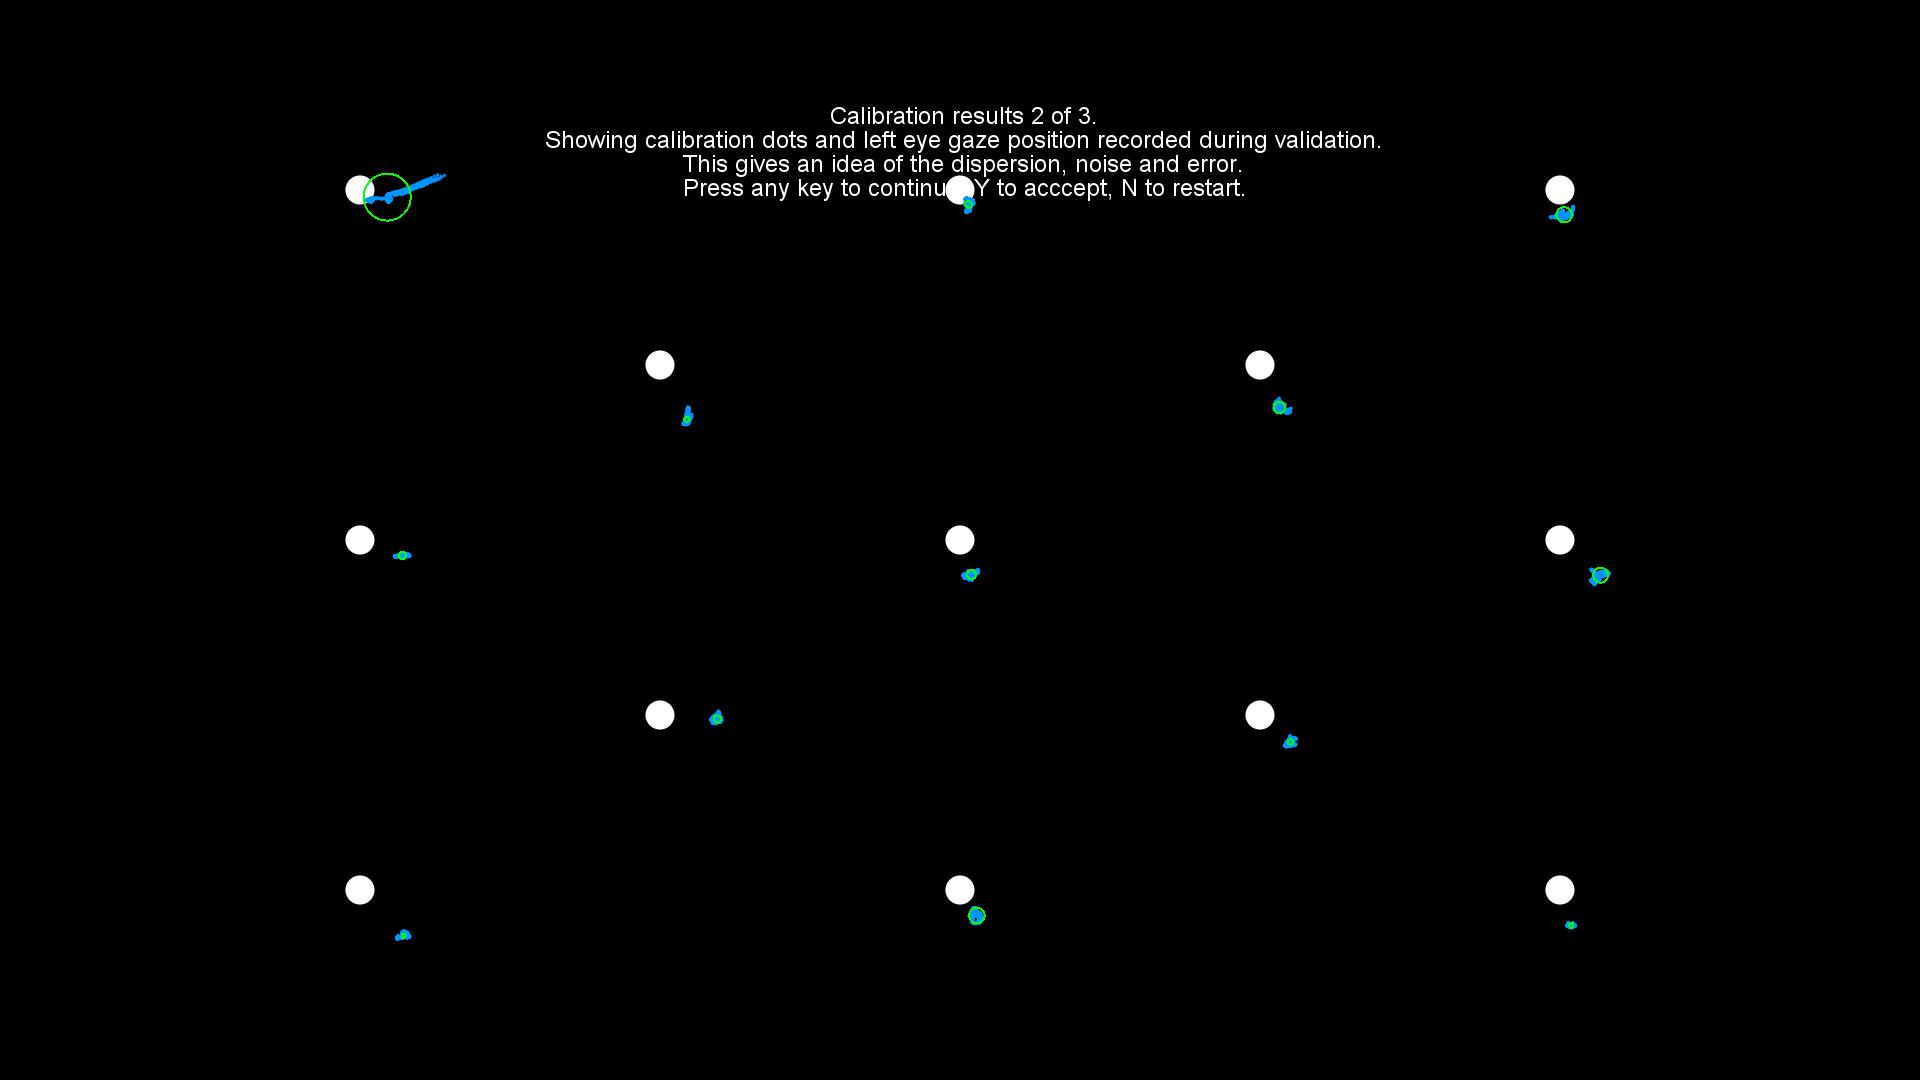 Calibration results 2 of 3.
Showing calibration dots and left eye gaze position recorded during validation.
This gives an idea of the dispersion, noise and error.
Press any key to continu Y to acccept, N to restart.